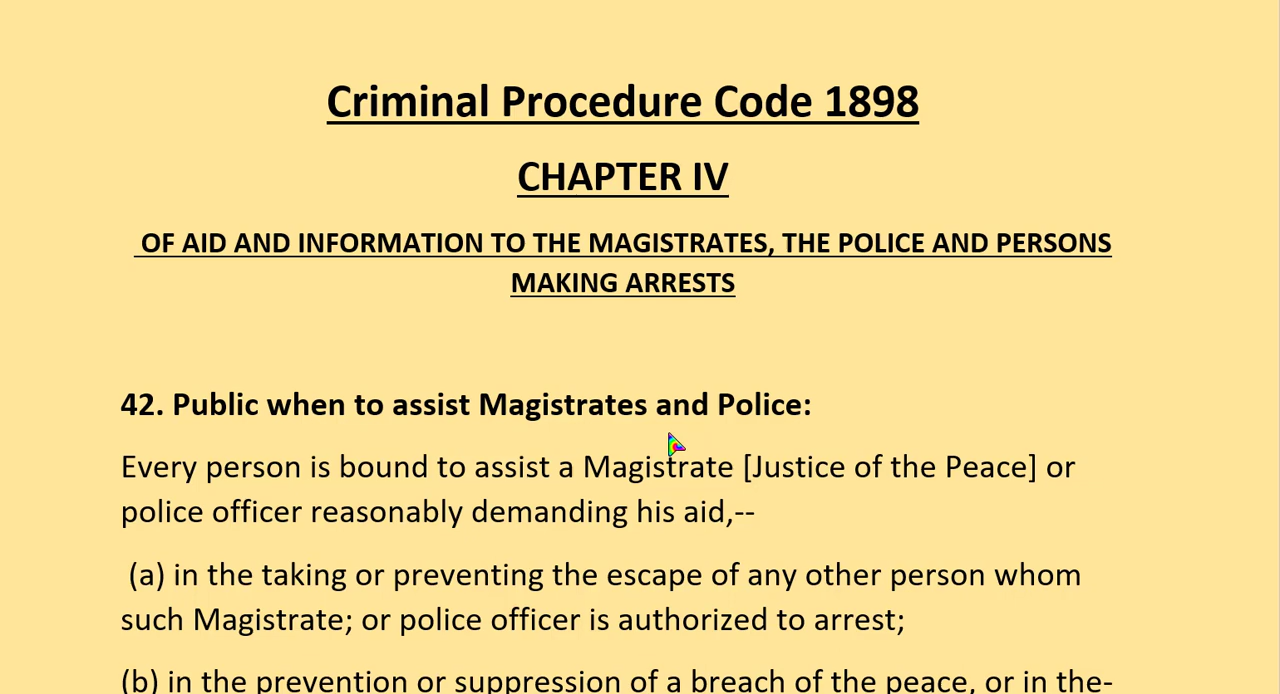 Criminal Procedure Code 1898
CHAPTER IV
OF AID AND INFORMATION TO THE MAGISTRATES, THE POLICE AND PERSONS
MAKING ARRESTS
42. Public when to assist Magistrates and Police:
Every person is bound to assist a Magistrate [Justice of the Peace] or
police officer reasonably demanding his aid,--
(a) in the taking or preventing the escape of any other person whom
such Magistrate; or police officer is authorized to arrest;
(b) in the prevention or suppression of a breach of the peace, or in the-